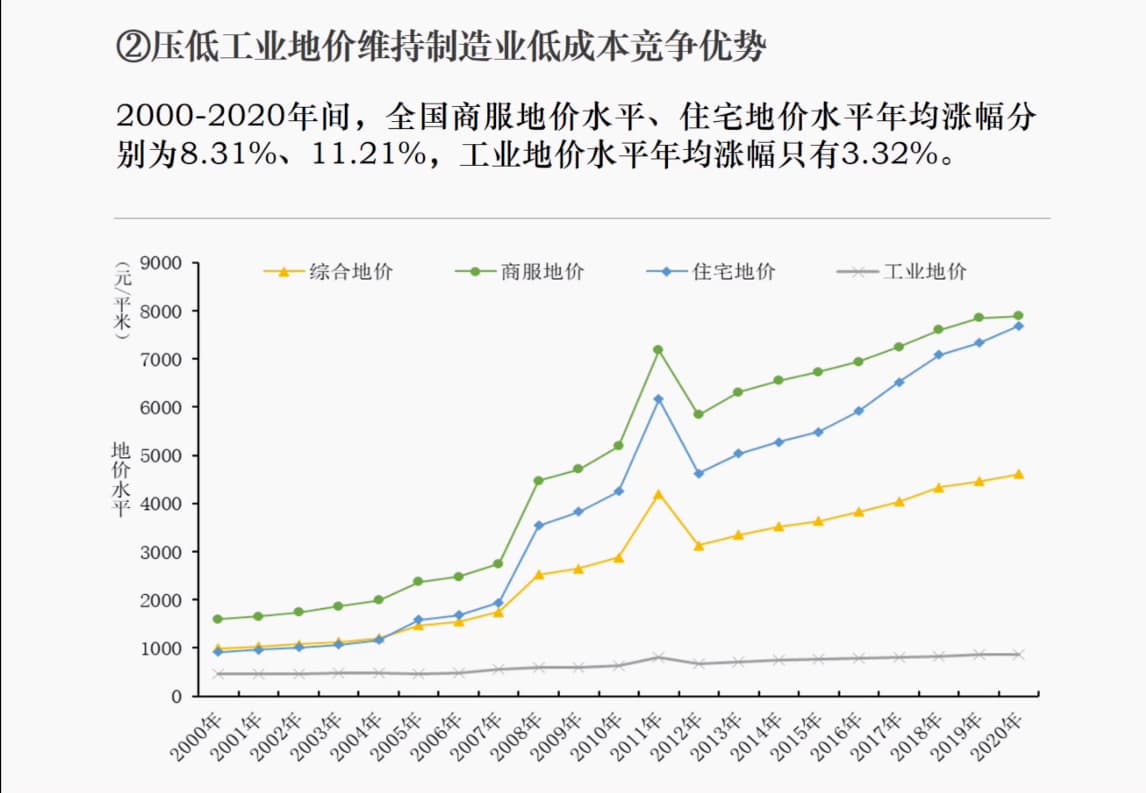 ②压低工业地价维持制造业低成本竞争优势
2000-2020年间，全国商服地价水平、住宅地价水平年均涨幅分
别为8.31%、11.21%，工业地价水平年均涨幅只有3.32%。
（元/平米）
地价水平
综合地价
商服地价
住宅地价
工业地价
9000
8000
7000
6000
5000
4000
3000
2000
1000
0
2000年
2001年
2002年
2003年
2004年
2005年
2006年
2007年
2008年
2009年
2010年
2011年
2012年
2013年
2014年
2015年
2016年
2017年
2018年
2019年
2020年